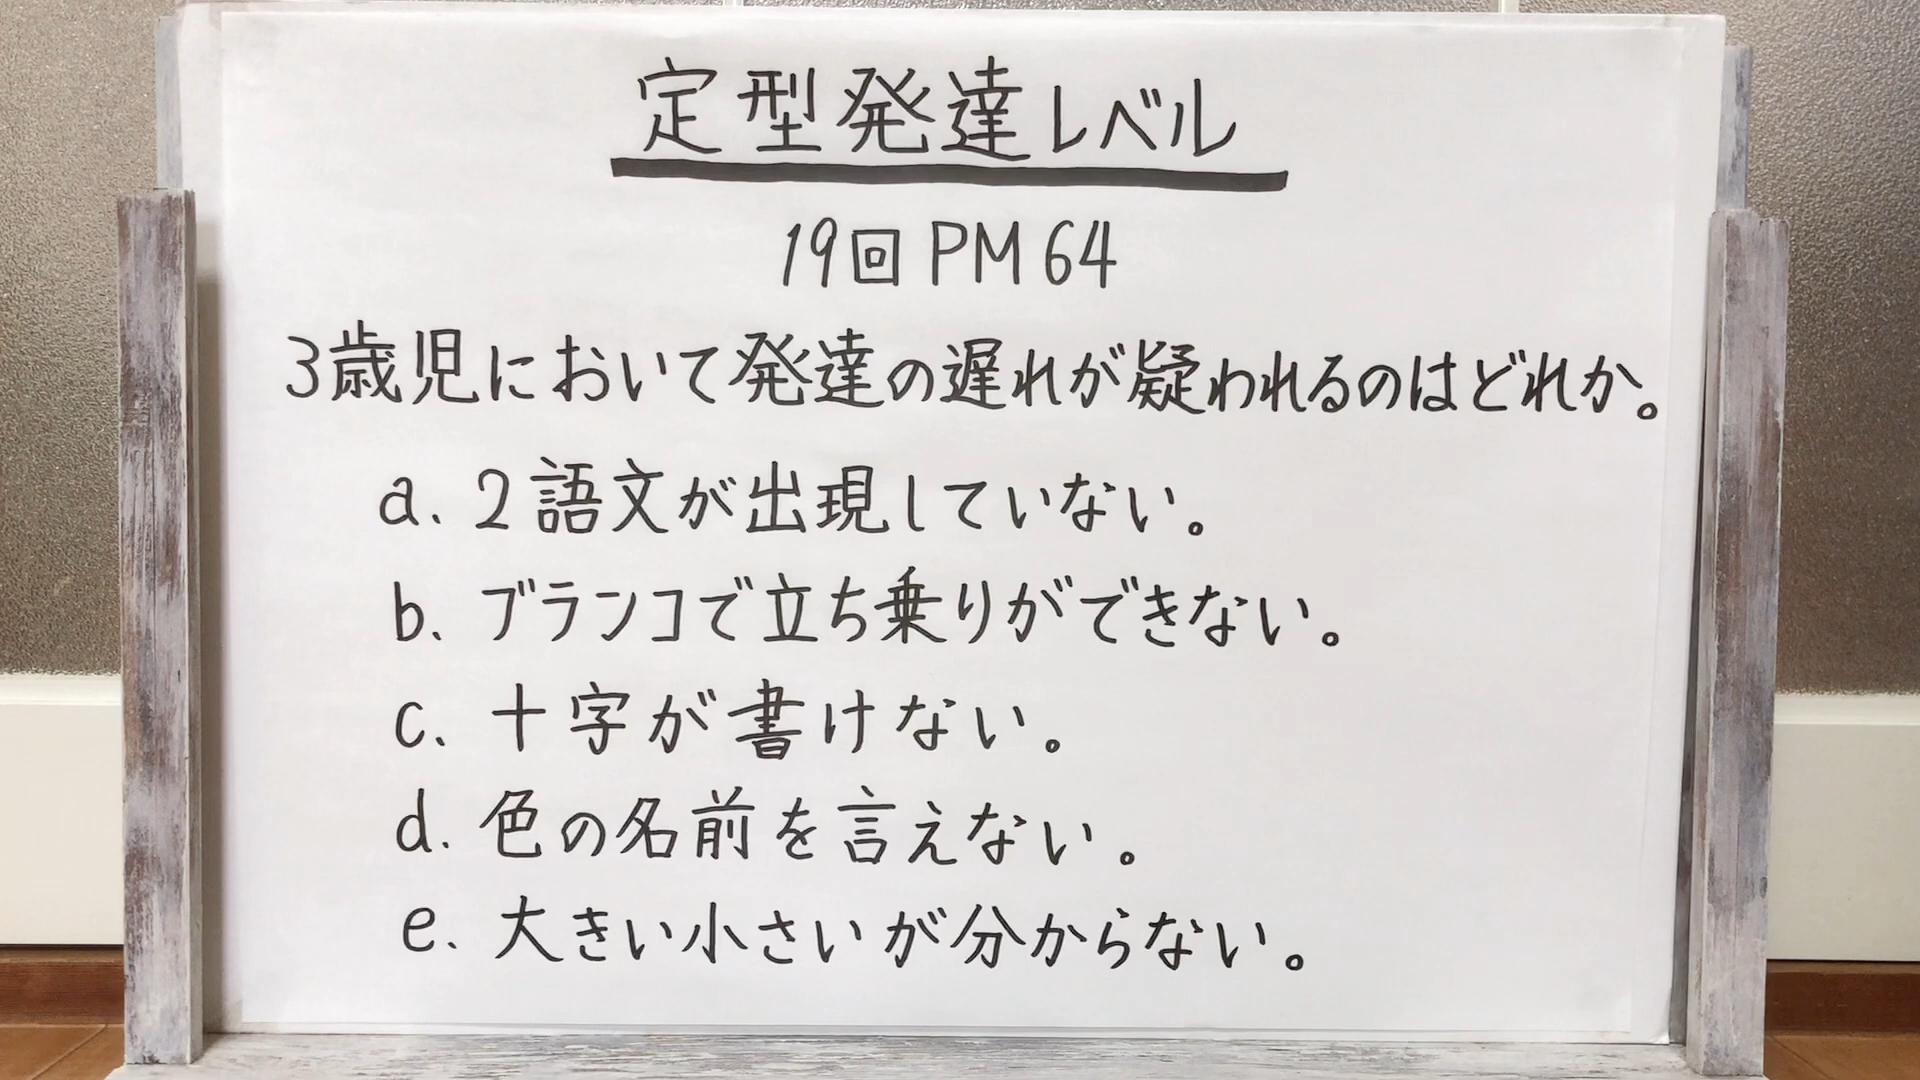 定型発達レベル
19回 PM 64
3歳児において発達の遅れが疑われるのはどれか。
a. 2語文が出現していない。
b. ブランコで立ち乗りができない。
c. 十字が書けない。
d. 色の名前を言えない。
e. 大きい小さいが分からない。